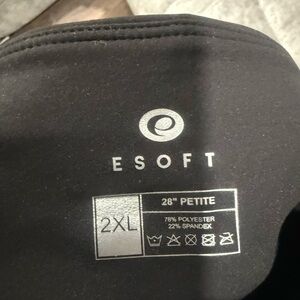 ESOFT
2XL
28" PETITE
78% POLYESTER
22% SPANDEX